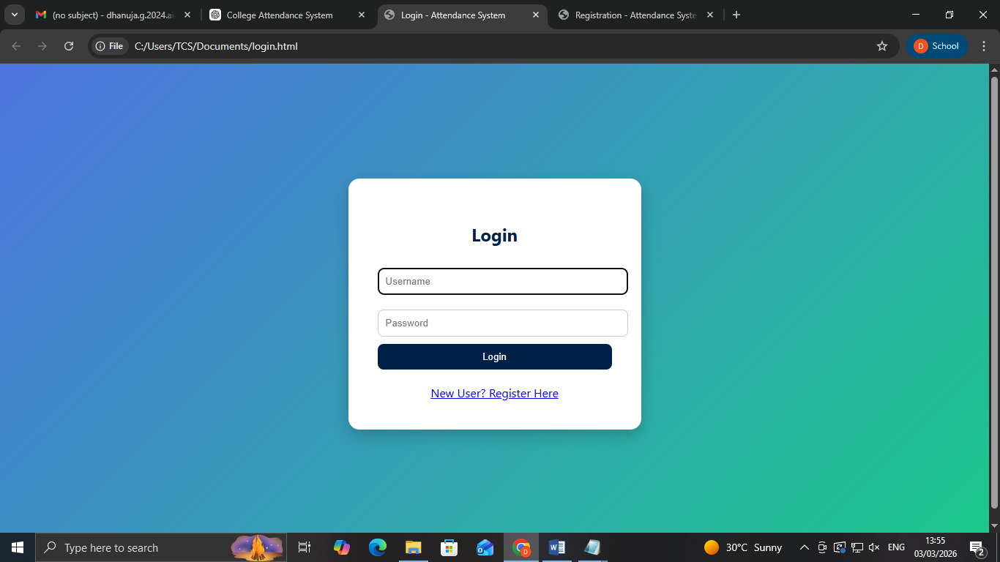 (no subject) - dhanuja.g.2024.ai
College Attendance System
Login - Attendance System
Registration - Attendance Syste
File
C:/Users/TCS/Documents/login.html
D
School
Login
Username
Password
Login
New User? Register Here
Type here to search
D
30°C Sunny
ENG
13:55
03/03/2026
2